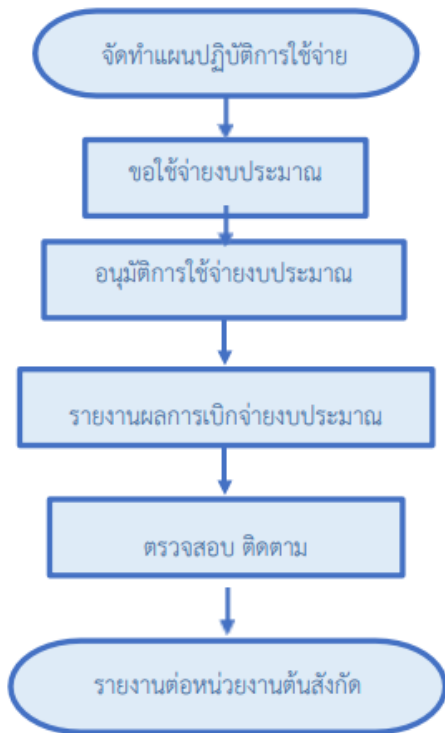 จัดทำแผนปฏิบัติการใช้จ่าย
ขอใช้จ่ายงบประมาณ
อนุมัติการใช้จ่ายงบประมาณ
รายงานผลการเบิกจ่ายงบประมาณ
ตรวจสอบ ติดตาม
รายงานต่อหน่วยงานต้นสังกัด